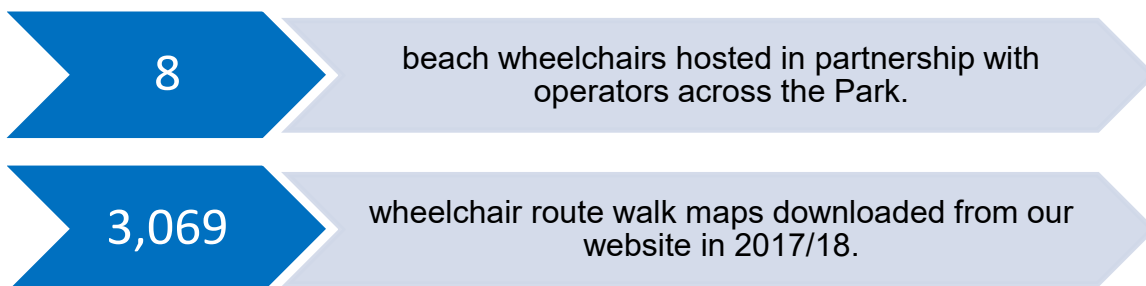 8
beach wheelchairs hosted in partnership with
operators across the Park.
3,069
wheelchair route walk maps downloaded from our
website in 2017/18.